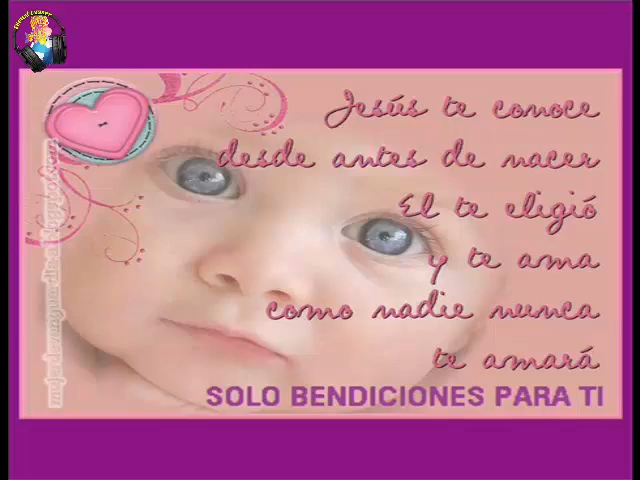 Jesús te conoce
desde antes de nacer
El te eligió
y te ama
como nadie nunca
te amará
SOLO BENDICIONES PARA TI